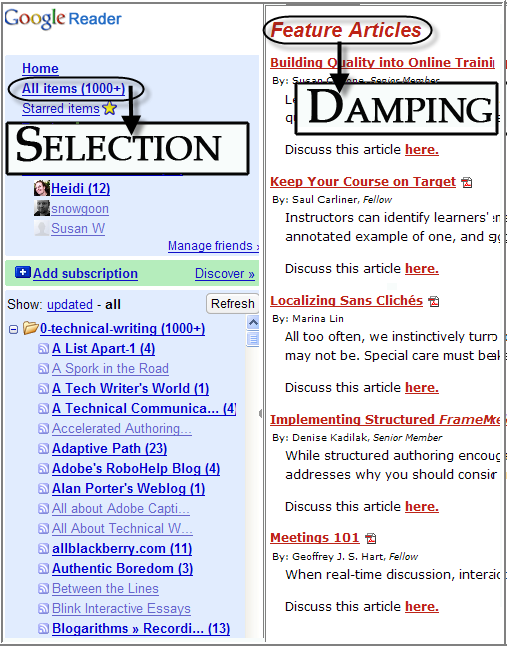 Google Reader
Home
All items (1000+)
Starred items
SELECTION
Heidi (12)
snowgoon
Susan W
Manage friends »
Add subscription
Discover »
Show: updated - all
Refresh
0-technical-writing (1000+)
A List Apart-1 (4)
A Spork in the Road
A Tech Writer's World (1)
A Technical Communica... (4)
Accelerated Authoring...
Adaptive Path (23)
Adobe's RoboHelp Blog (4)
Alan Porter's Weblog (1)
All about Adobe Capti...
All About Technical W...
allblackberry.com (11)
Authentic Boredom (3)
Between the Lines
Blink Interactive Essays
Blogarithms » Recordi... (13)
Feature Articles
Building Quality into Online
By: Susan Senior Member
DAMPING
Discuss this article here.
Keep Your Course on Target
By: Saul Carliner, Fellow
Instructors can identify learners'
annotated example of one, and
Discuss this article here.
Localizing Sans Clichés
By: Marina Lin
All too often, we instinctively
may not be. Special care must
Discuss this article here.
Implementing Structured
By: Denise Kadilak, Senior Member
While structured authoring
addresses why you should
Discuss this article here.
Meetings 101
By: Geoffrey J. S. Hart, Fellow
When real-time discussion,
Discuss this article here.